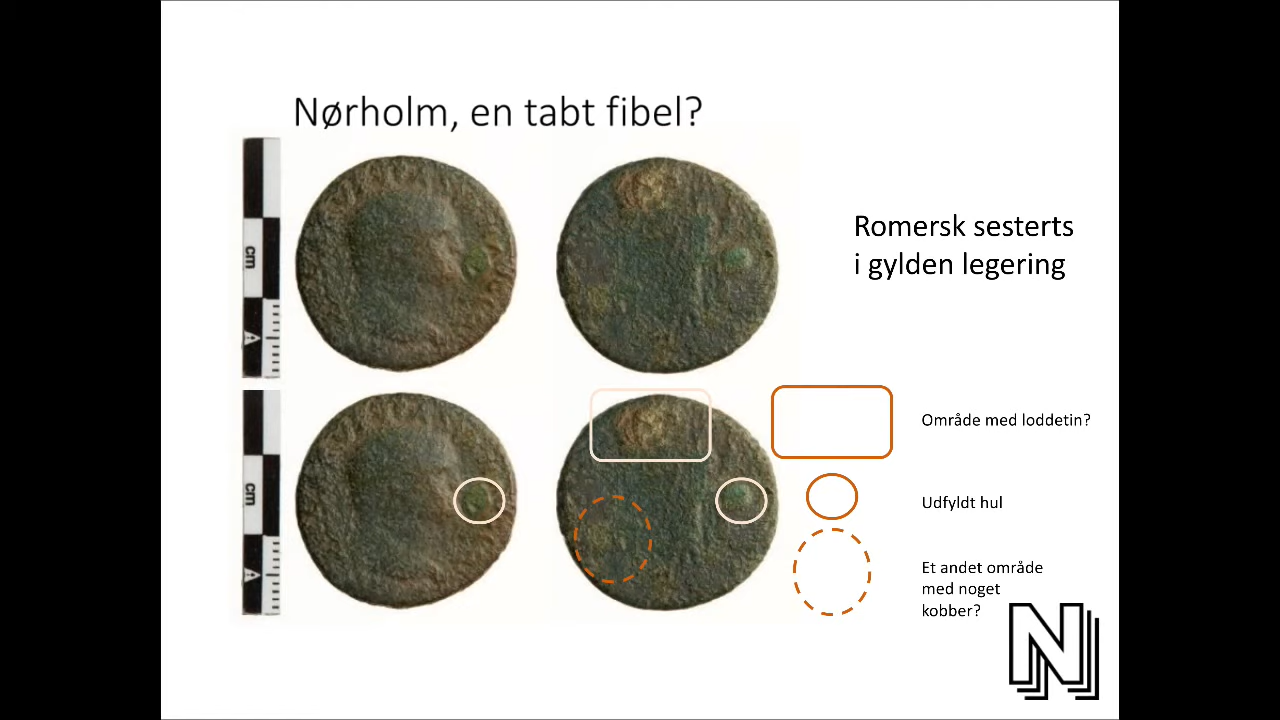 Nørholm, en tabt fibel?
cm
A
Romersk sesterts
i gylden legering
cm
A
Område med loddetin?
Udfyldt hul
Et andet område
med noget
kobber?
N